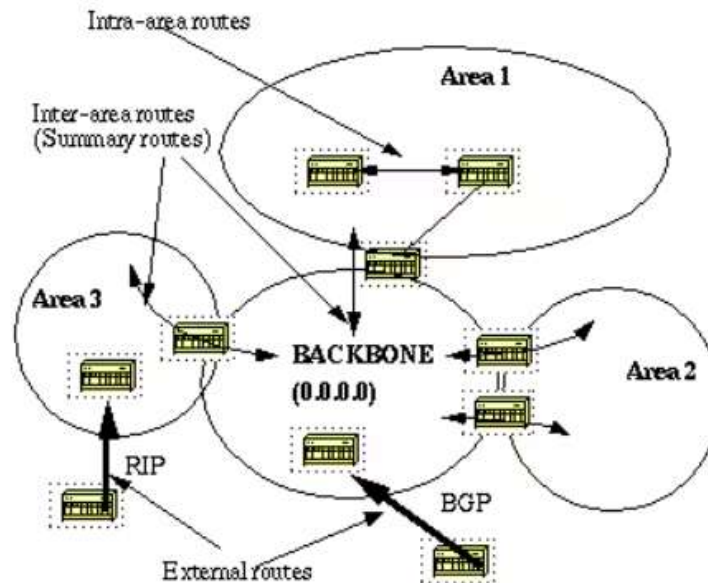 Intra-area routes
Area 1
Inter-area routes
(Summary routes)
Area 3
BACKBONE
(0.0.0.0)
Area 2
RIP
BGP
External routes